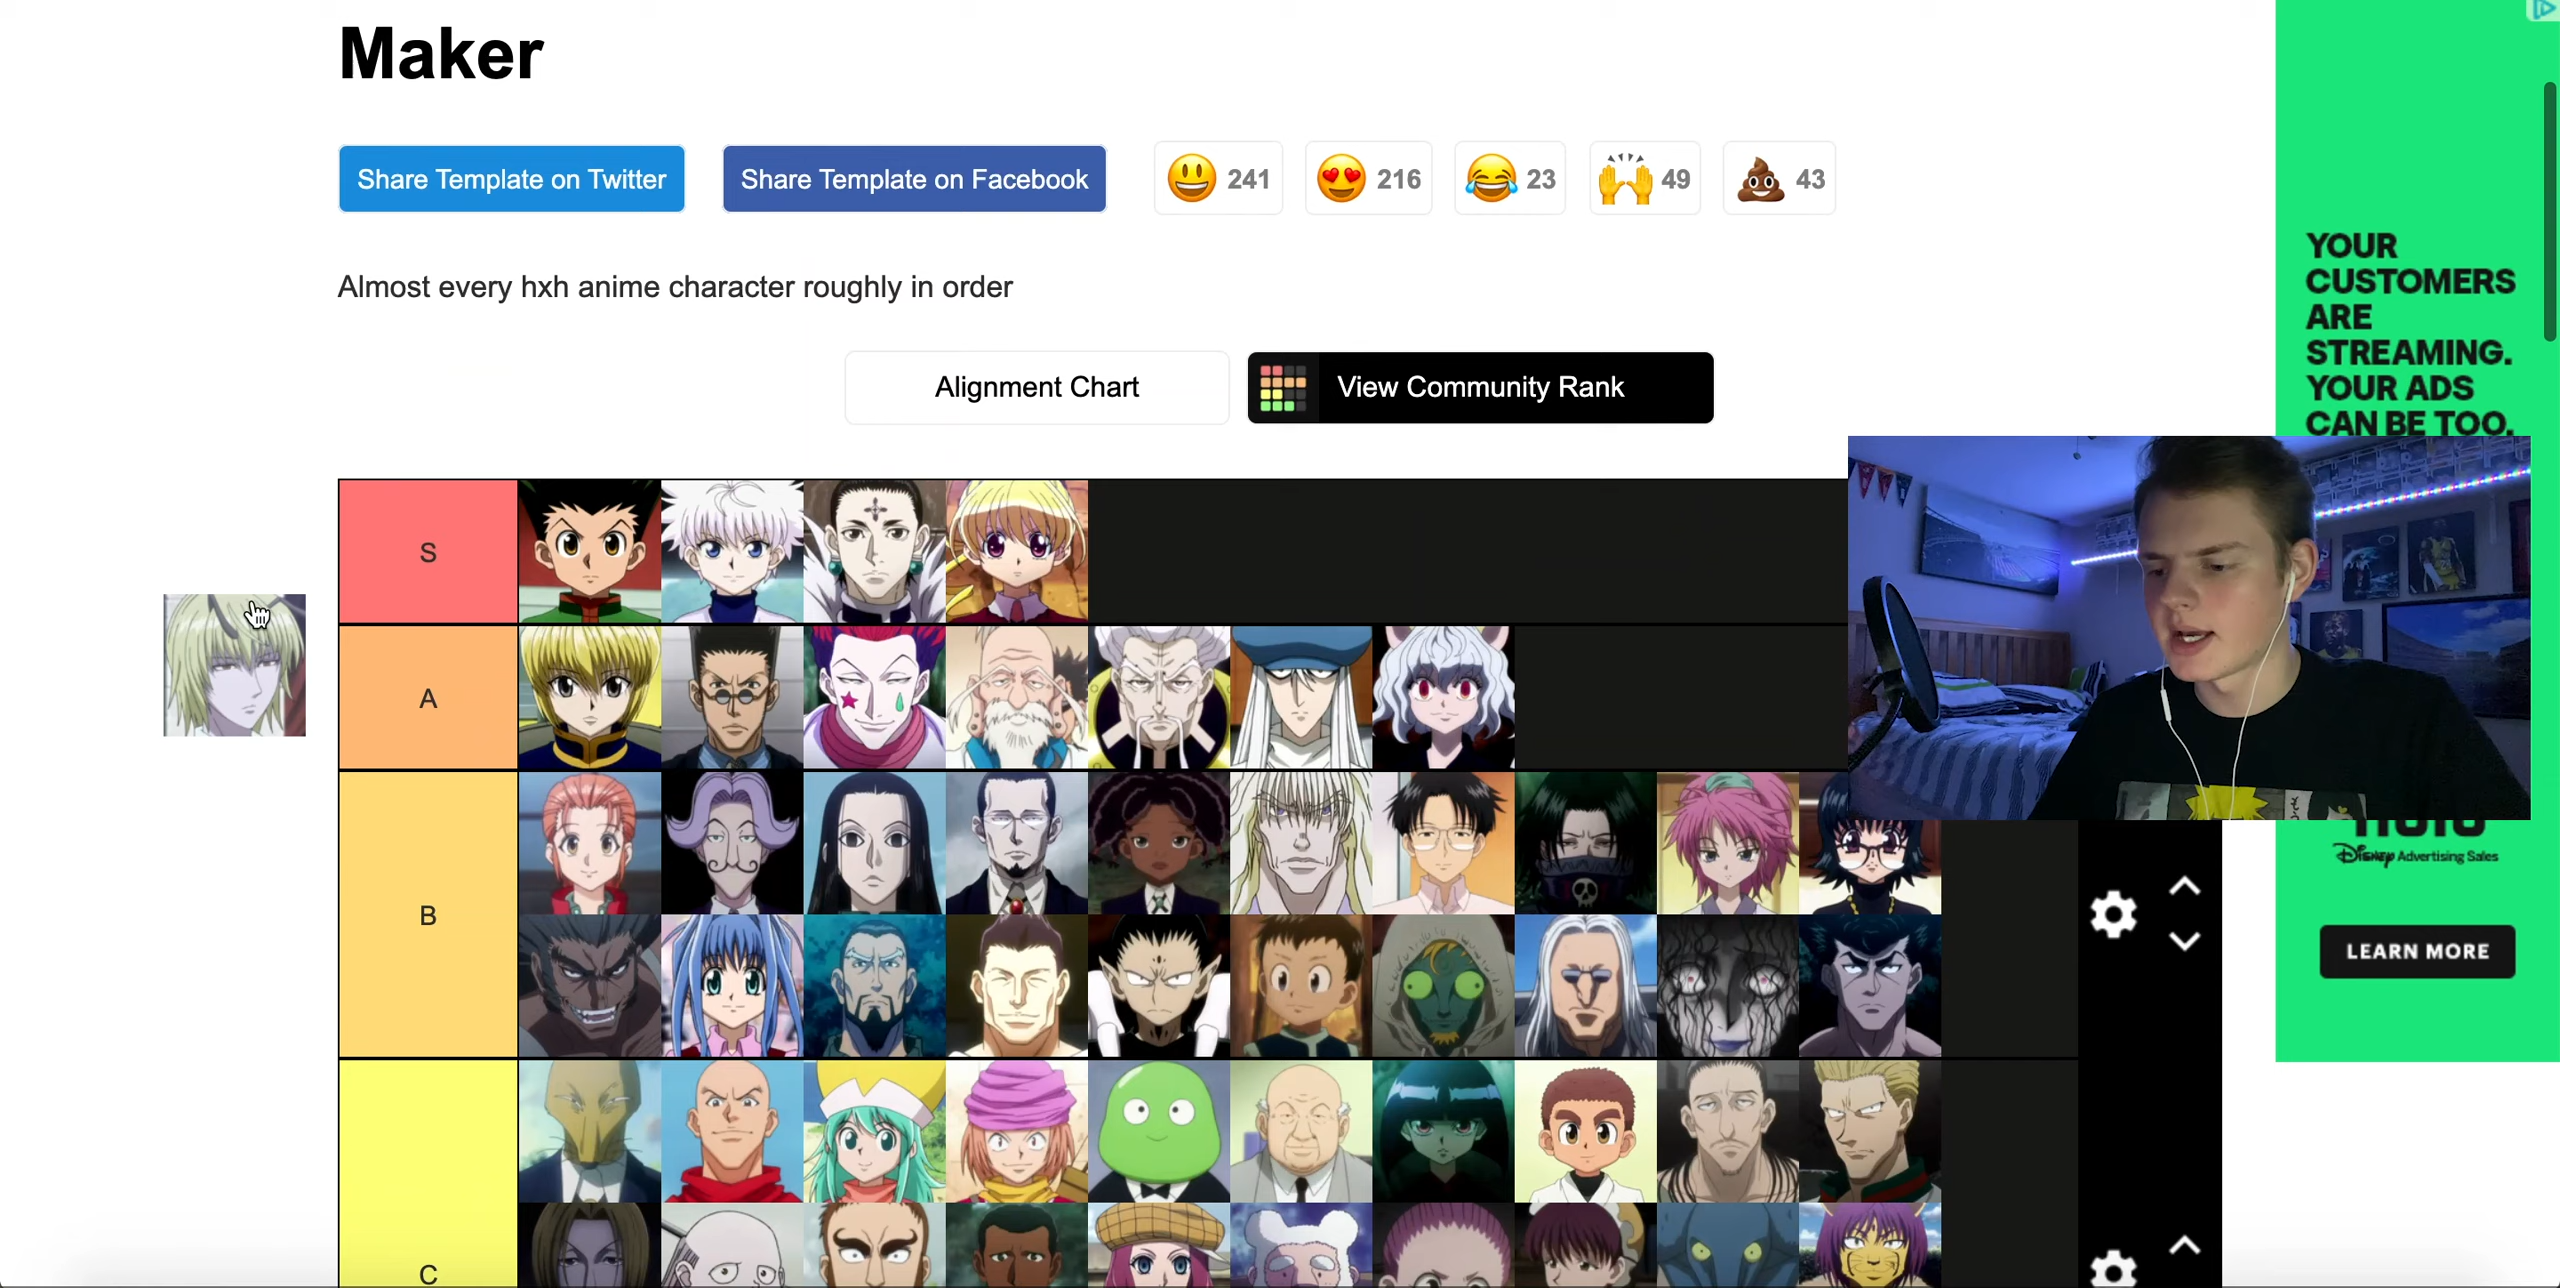 Maker
Share Template on Twitter
Share Template on Facebook
241
216
23
49
43
Almost every hxh anime character roughly in order
Alignment Chart
View Community Rank
S
A
B
C
YOUR
CUSTOMERS
ARE
STREAMING.
YOUR ADS
CAN BE TOO.
Disney Advertising Sales
LEARN MORE